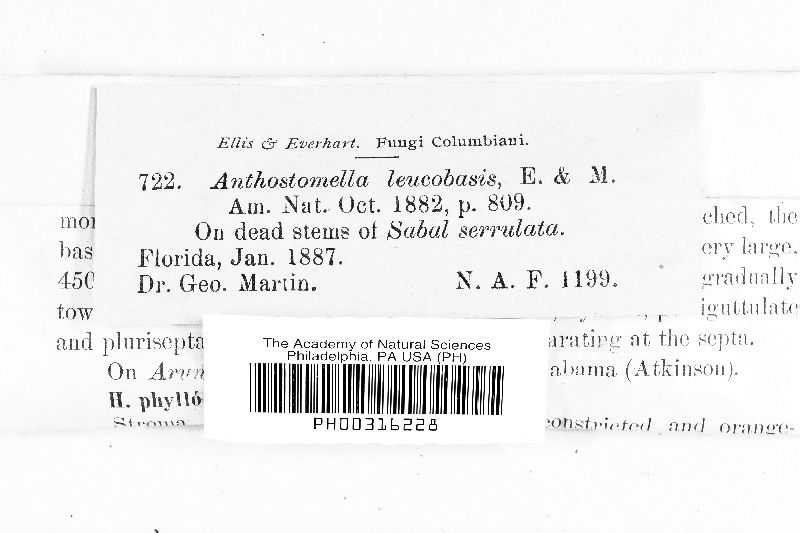 Ellis & Everhart. Fungi Columbiani.
722. Anthostomella leucobasis, E. & M.
Am. Nat. Oct. 1882, p. 809.
On dead stems of Sabal serrulata.
Florida, Jan. 1887.
Dr. Geo. Martin. N. A. F. 1199.
ched, the
bas ery large,
450 gradually
tow iguttulate
and plurisepta arating at the septa.
On Arun abama (Atkinson).
H. phyllo
Stroma constricted and orange-
The Academy of Natural Sciences
Philadelphia, PA USA (PH)
PH00316228